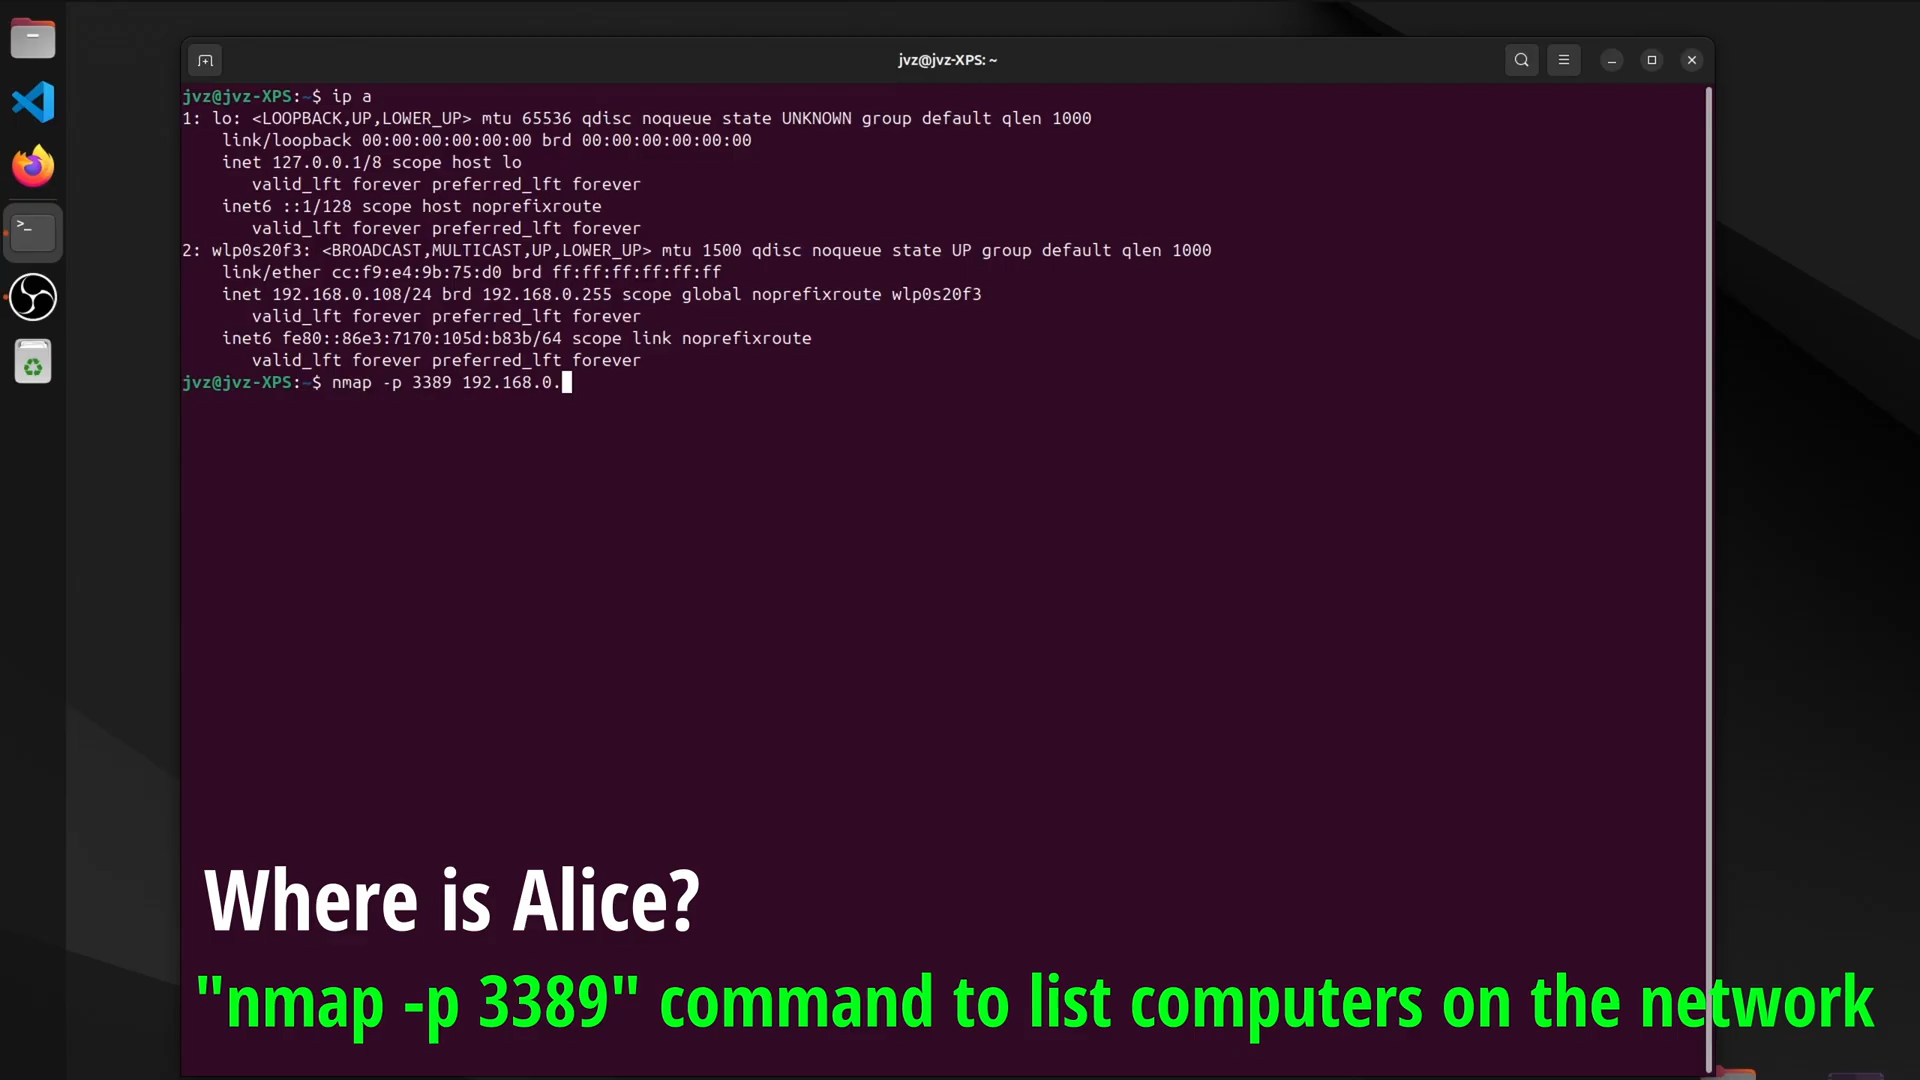 jvz@jvz-XPS: ~
jvz@jvz-XPS:~$ ip a
1: lo: <LOOPBACK,UP,LOWER_UP> mtu 65536 qdisc noqueue state UNKNOWN group default qlen 1000
    link/loopback 00:00:00:00:00:00 brd 00:00:00:00:00:00
    inet 127.0.0.1/8 scope host lo
       valid_lft forever preferred_lft forever
    inet6 ::1/128 scope host noprefixroute
       valid_lft forever preferred_lft forever
2: wlp0s20f3: <BROADCAST,MULTICAST,UP,LOWER_UP> mtu 1500 qdisc noqueue state UP group default qlen 1000
    link/ether cc:f9:e4:9b:75:d0 brd ff:ff:ff:ff:ff:ff
    inet 192.168.0.108/24 brd 192.168.0.255 scope global noprefixroute wlp0s20f3
       valid_lft forever preferred_lft forever
    inet6 fe80::86e3:7170:105d:b83b/64 scope link noprefixroute
       valid_lft forever preferred_lft forever
jvz@jvz-XPS:~$ nmap -p 3389 192.168.0.
Where is Alice?
"nmap -p 3389" command to list computers on the network